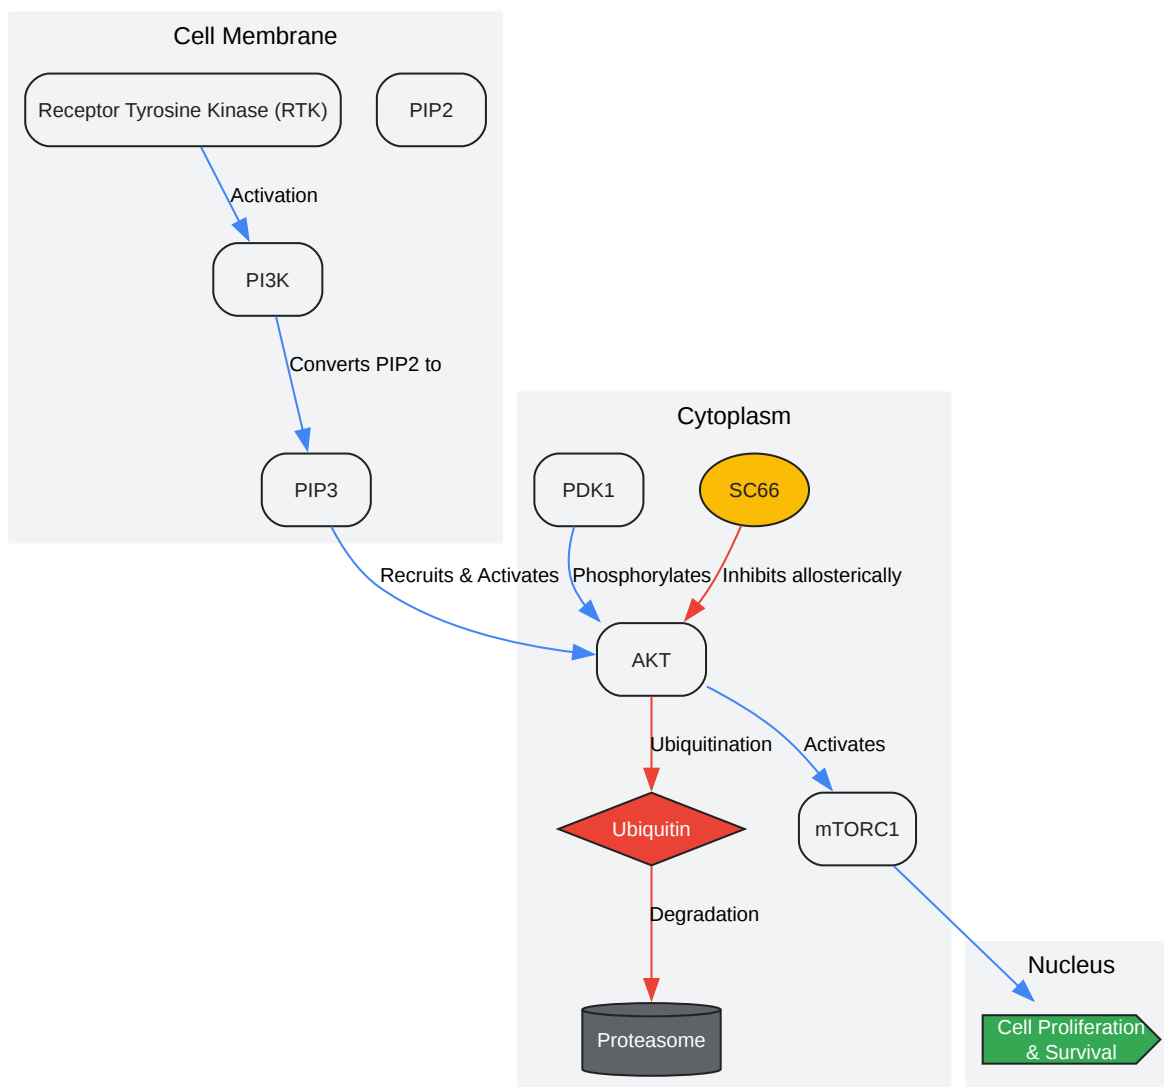 Cell Membrane
Receptor Tyrosine Kinase (RTK)
PIP2
Activation
PI3K
Converts PIP2 to
PIP3
Cytoplasm
PDK1
SC66
Recruits & Activates
Phosphorylates
Inhibits allosterically
AKT
Ubiquitination
Activates
Ubiquitin
mTORC1
Degradation
Proteasome
Nucleus
Cell Proliferation
& Survival